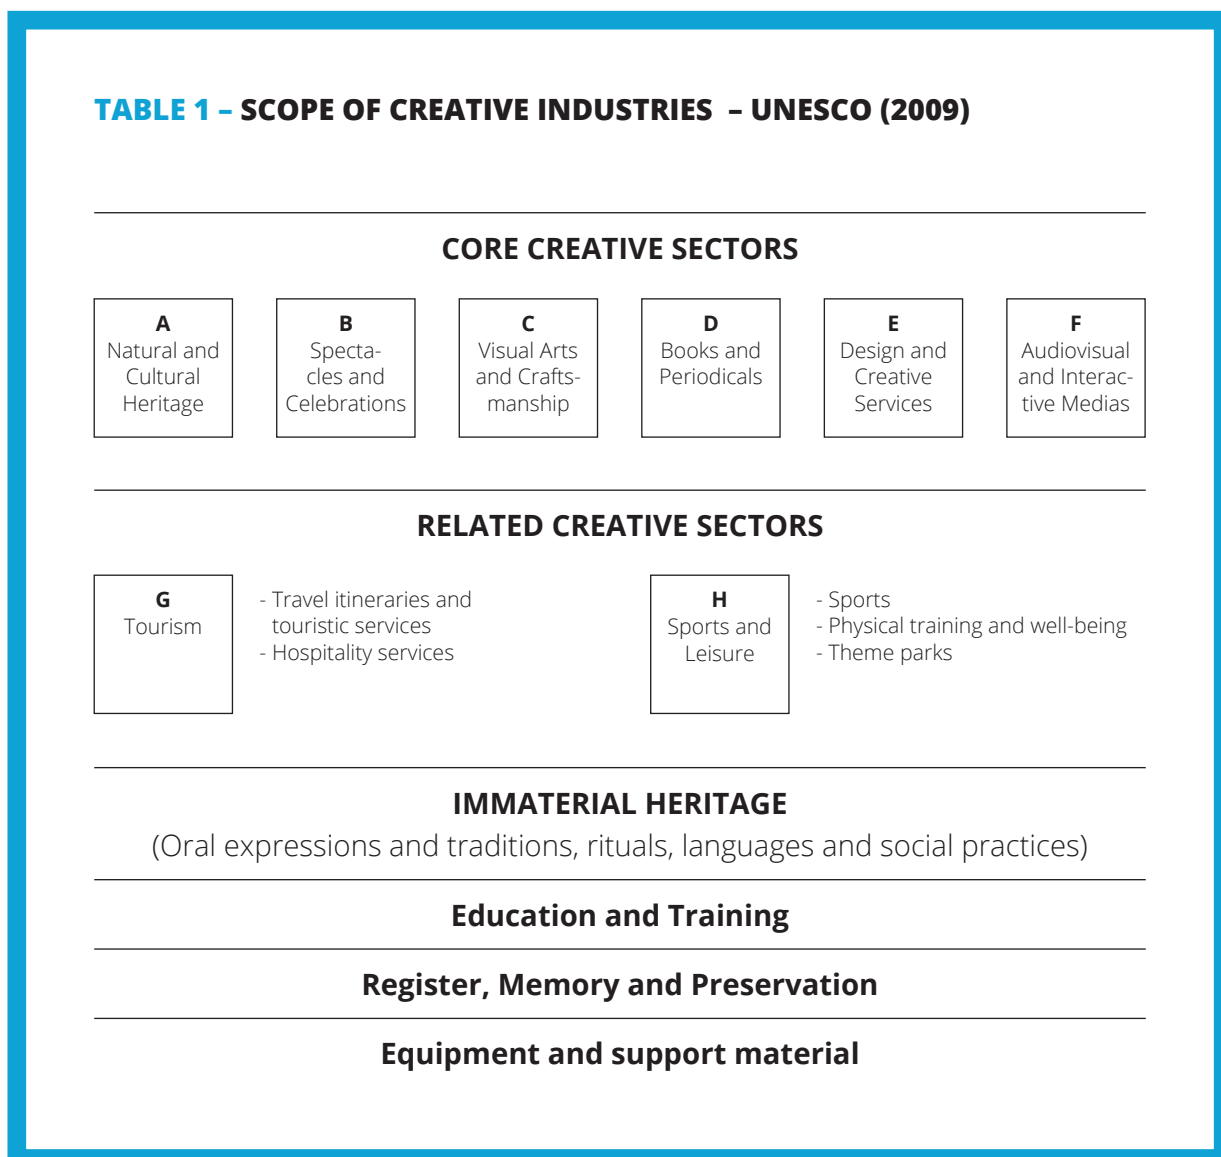 TABLE 1 – SCOPE OF CREATIVE INDUSTRIES – UNESCO (2009)
CORE CREATIVE SECTORS
A
Natural and
Cultural
Heritage
B
Specta-
cles and
Celebrations
C
Visual Arts
and Crafts-
manship
D
Books and
Periodicals
E
Design and
Creative
Services
F
Audiovisual
and Interac-
tive Medias
RELATED CREATIVE SECTORS
G
Tourism
- Travel itineraries and
touristic services
- Hospitality services
H
Sports and
Leisure
- Sports
- Physical training and well-being
- Theme parks
IMMATERIAL HERITAGE
(Oral expressions and traditions, rituals, languages and social practices)
Education and Training
Register, Memory and Preservation
Equipment and support material